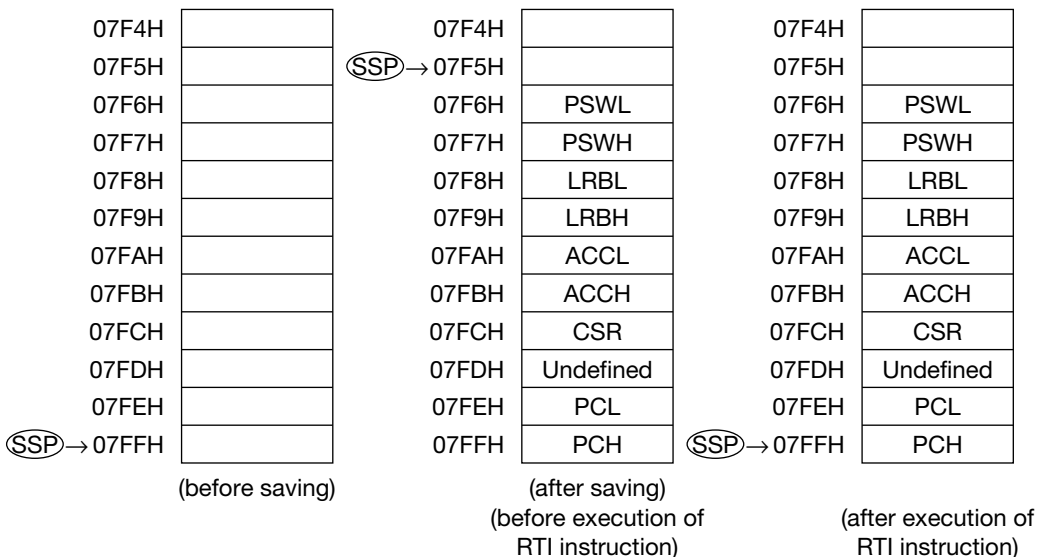 07F4H 07F4H 07F4H
07F5H SSP → 07F5H 07F5H
07F6H 07F6H PSWL 07F6H PSWL
07F7H 07F7H PSWH 07F7H PSWH
07F8H 07F8H LRBL 07F8H LRBL
07F9H 07F9H LRBH 07F9H LRBH
07FAH 07FAH ACCL 07FAH ACCL
07FBH 07FBH ACCH 07FBH ACCH
07FCH 07FCH CSR 07FCH CSR
07FDH 07FDH Undefined 07FDH Undefined
07FEH 07FEH PCL 07FEH PCL
SSP → 07FFH 07FFH PCH SSP → 07FFH PCH
(before saving) (after saving)
(before execution of (after execution of
RTI instruction) RTI instruction)